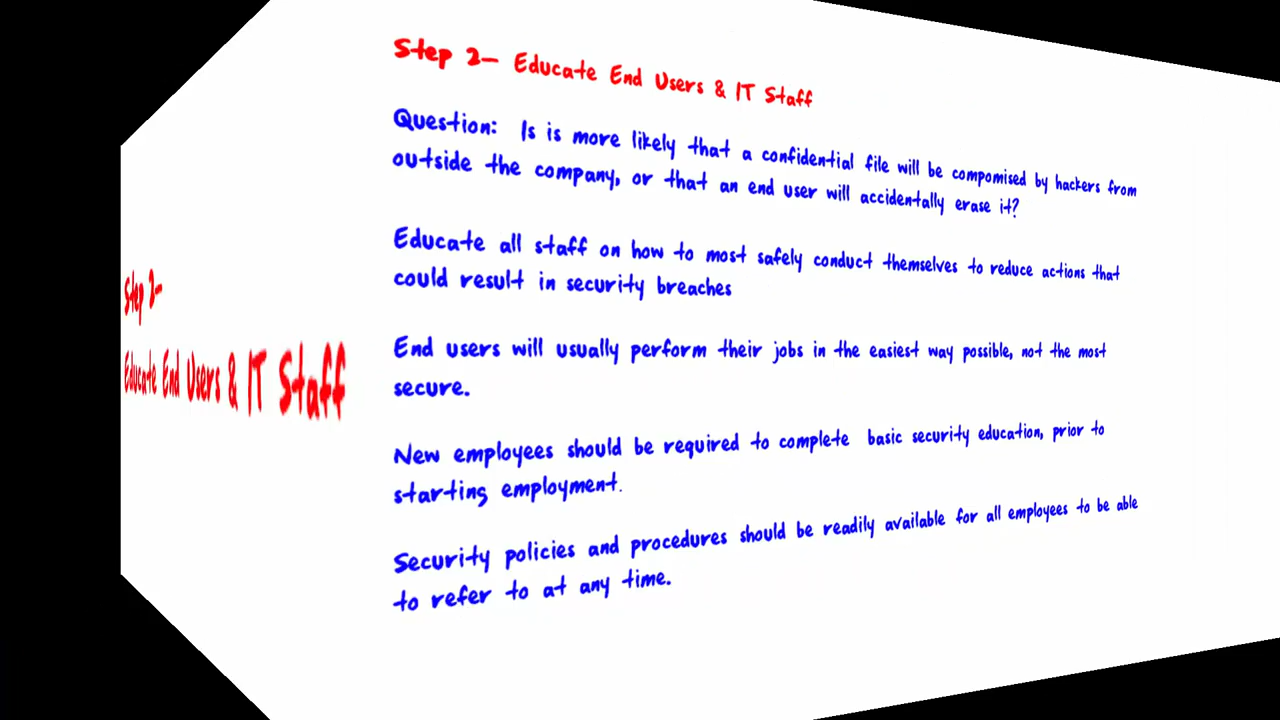 Step 2- Educate End Users & IT Staff
Question: Is is more likely that a confidential file will be compomised by hackers from
outside the company, or that an end user will accidentally erase it?
Educate all staff on how to most safely conduct themselves to reduce actions that
could result in security breaches
End users will usually perform their jobs in the easiest way possible, not the most
secure.
New employees should be required to complete basic security education, prior to
starting employment.
Security policies and procedures should be readily available for all employees to be able
to refer to at any time.
Step 2-
Educate End Users & IT Staff